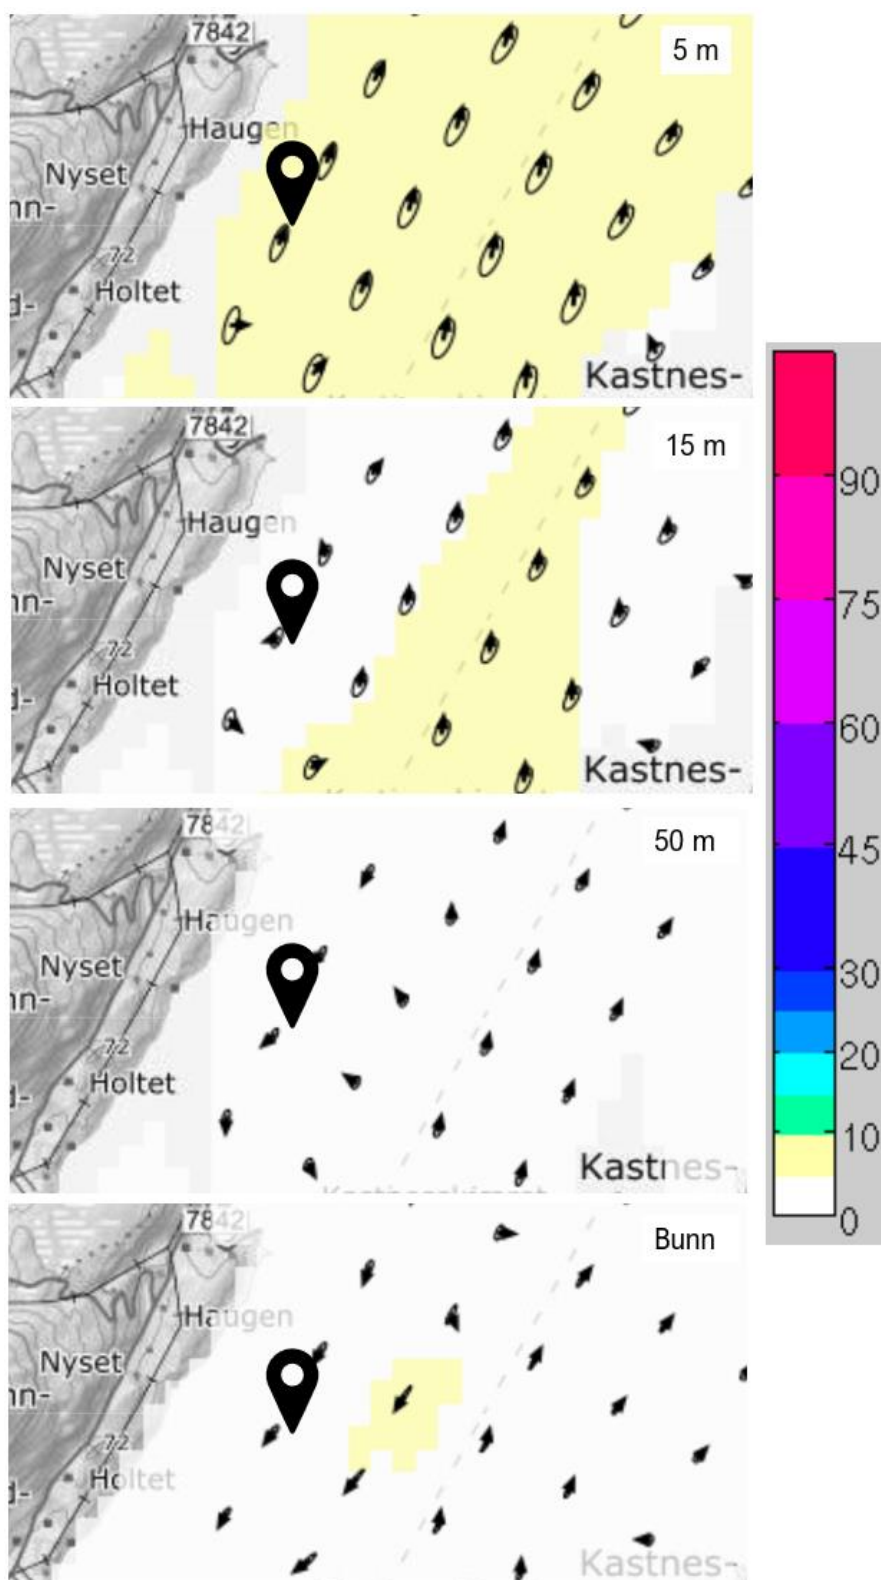 7842
5 m
Haugen
Nyset
nn-
72
Holtet
d-
Kastnes-
7842
15 m
Haugen
Nyset
nn-
72
Holtet
d-
Kastnes-
90
75
60
45
30
20
10
0
7842
50 m
Haugen
Nyset
nn-
72
Holtet
d-
Kastnes-
7842
Bunn
Haugen
Nyset
nn-
72
Holtet
d-
Kastnes-